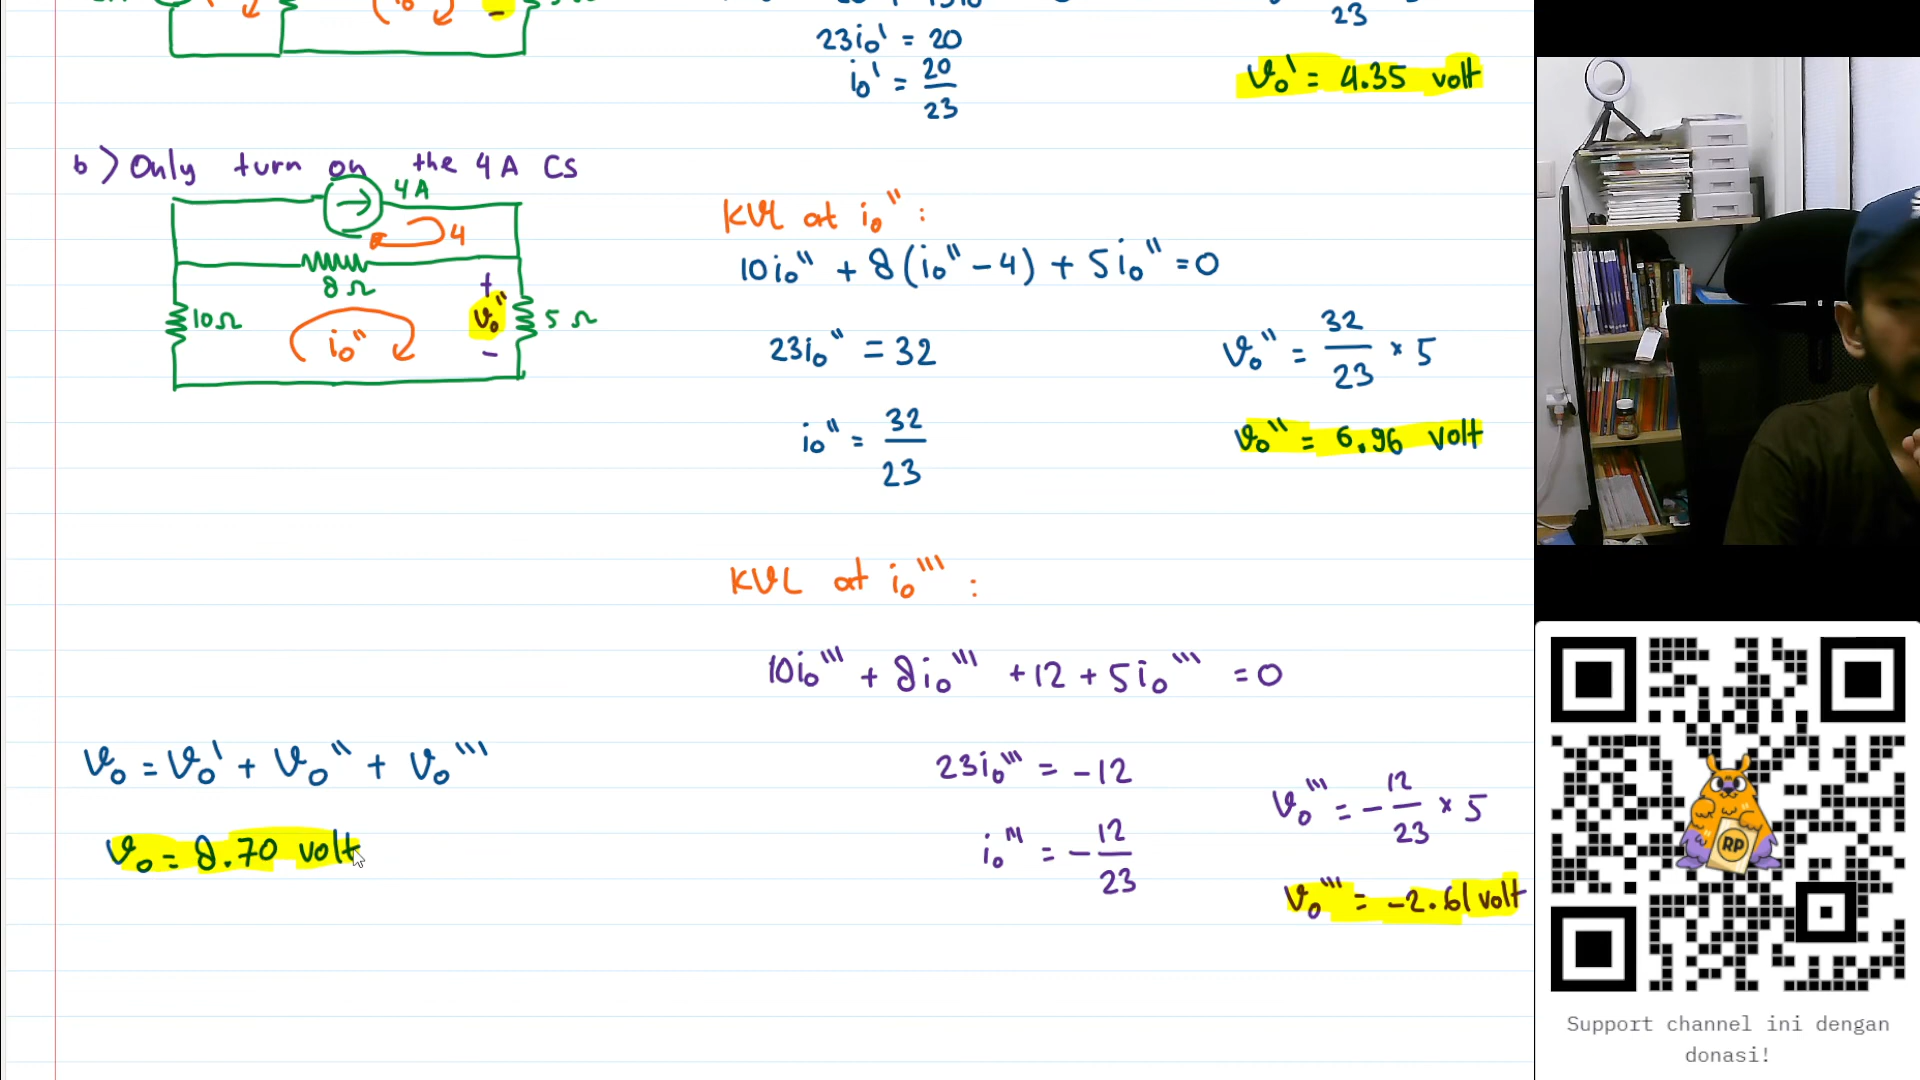 23i₀' = 20
i₀' = 20/23
23
v₀' = 4.35 volt
b) Only turn on the 4 A CS
4A
4
8 Ω
10Ω
i₀''
+
v₀''
-
5 Ω
KVL at i₀'' :
10i₀'' + 8(i₀'' - 4) + 5i₀'' = 0
23i₀'' = 32
i₀'' = 32/23
v₀'' = 32/23 × 5
v₀'' = 6.96 volt
KVL at i₀''' :
10i₀''' + 8i₀''' + 12 + 5i₀''' = 0
23i₀''' = -12
i₀''' = -12/23
v₀''' = -12/23 × 5
v₀''' = -2.61 volt
v₀ = v₀' + v₀'' + v₀'''
v₀ = 8.70 volt
RP
Support channel ini dengan
donasi!